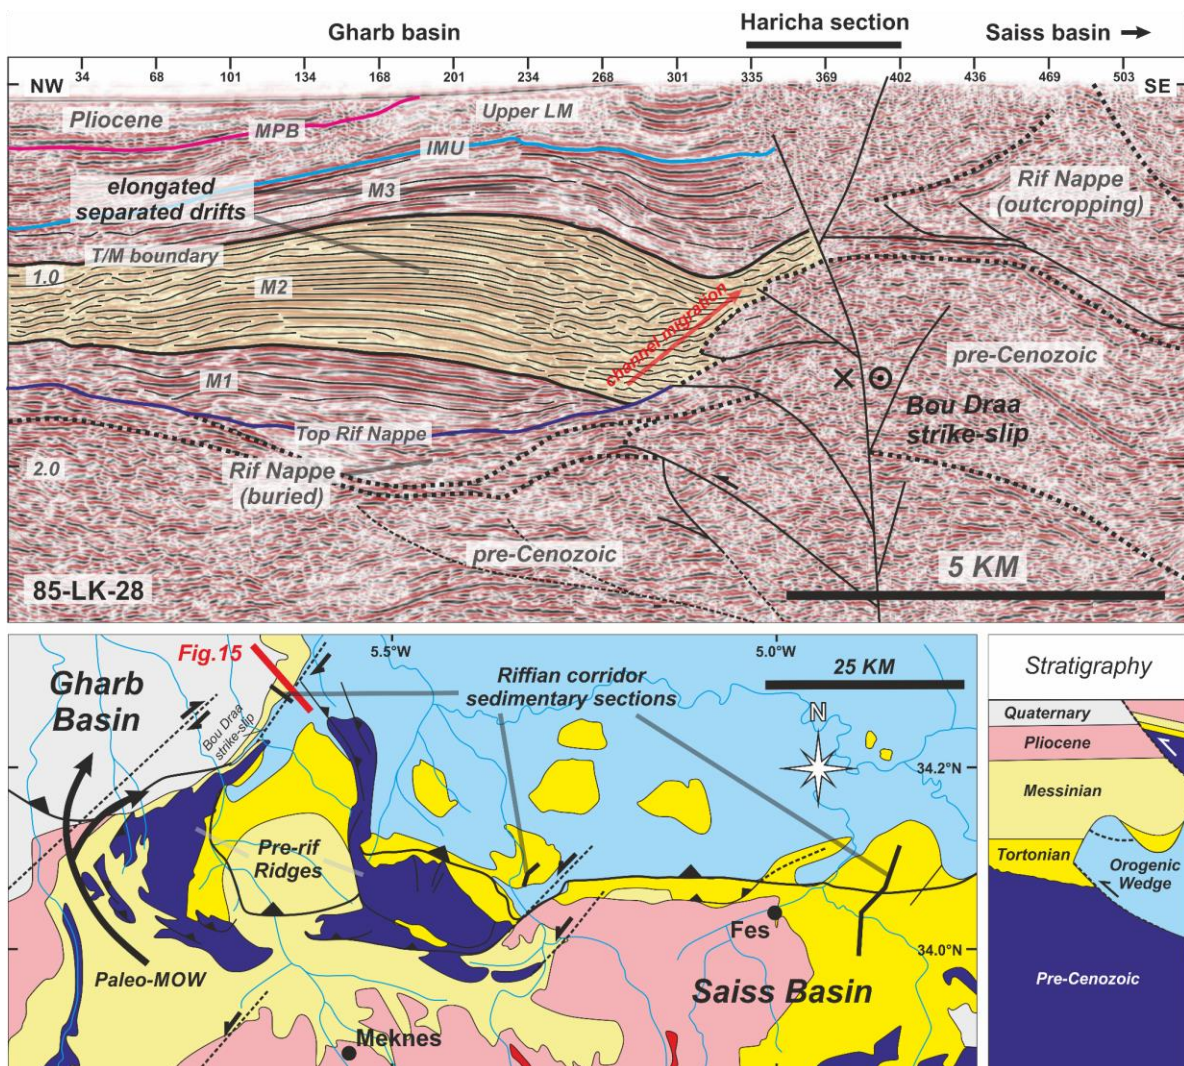 Gharb basin
Haricha section
Saiss basin
34 68 101 134 168 201 234 268 301 335 369 402 436 469 503
NW
SE
Pliocene
MPB
Upper LM
IMU
M3
elongated
separated drifts
Rif Nappe
(outcropping)
T/M boundary
1.0
M2
channel migration
pre-Cenozoic
M1
Bou Draa
strike-slip
Top Rif Nappe
2.0
Rif Nappe
(buried)
pre-Cenozoic
5 KM
85-LK-28
Fig.15
5.5°W
5.0°W
25 KM
Gharb
Basin
Riffian corridor
sedimentary sections
N
Bou Draa
strike-slip
34.2°N
Pre-rif
Ridges
Fes
34.0°N
Paleo-MOW
Saiss Basin
Meknes
Stratigraphy
Quaternary
Pliocene
Messinian
Tortonian
Orogenic
Wedge
Pre-Cenozoic